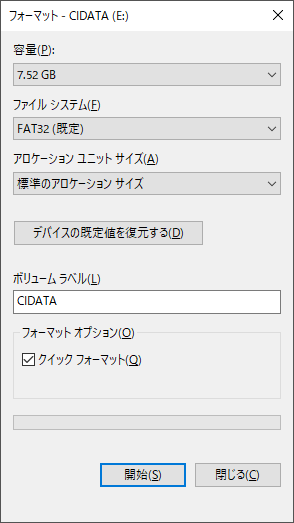 フォーマット - CIDATA (E:)
容量(P):
7.52 GB
ファイル システム(F)
FAT32 (既定)
アロケーション ユニット サイズ(A)
標準のアロケーション サイズ
デバイスの既定値を復元する(D)
ボリューム ラベル(L)
CIDATA
フォーマット オプション(O)
クイック フォーマット(Q)
開始(S)
閉じる(C)